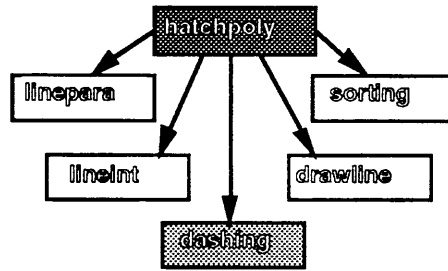 hatchpoly
linepara
sorting
lineint
drawline
dashing